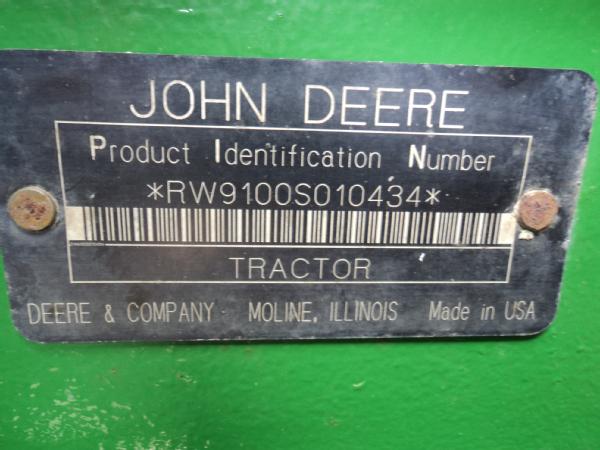 JOHN DEERE
Product Identification Number
*RW9100S010434*
TRACTOR
DEERE & COMPANY MOLINE, ILLINOIS Made in USA